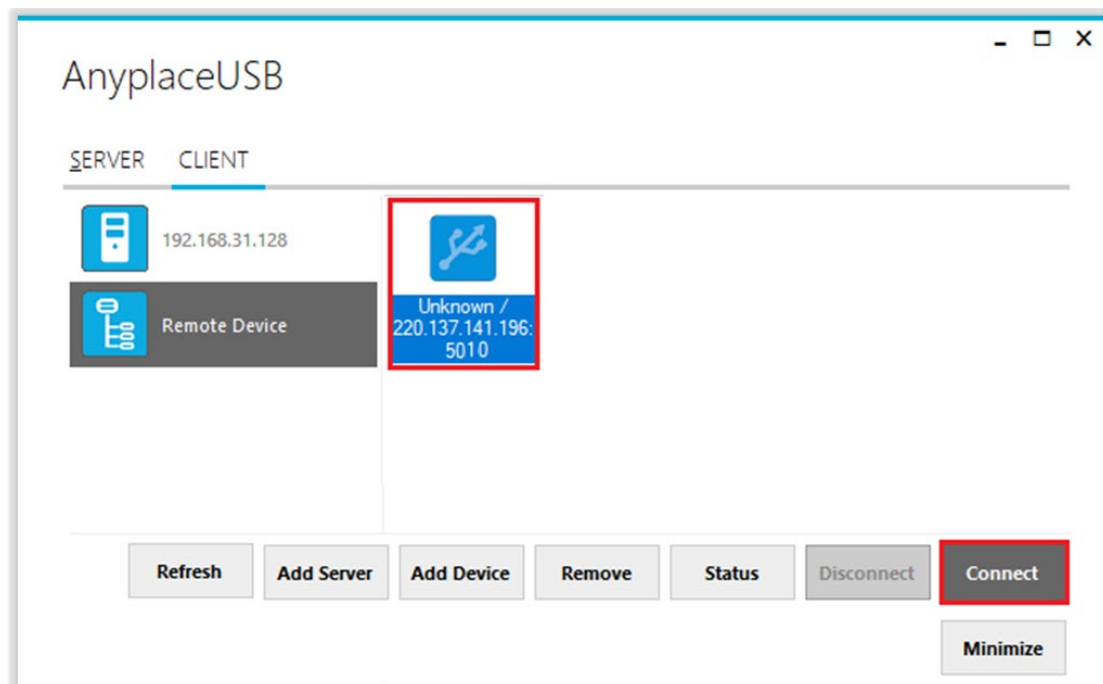 AnyplaceUSB
SERVER CLIENT
192.168.31.128
Remote Device
Unknown /
220.137.141.196:
5010
Refresh Add Server Add Device Remove Status Disconnect Connect
Minimize